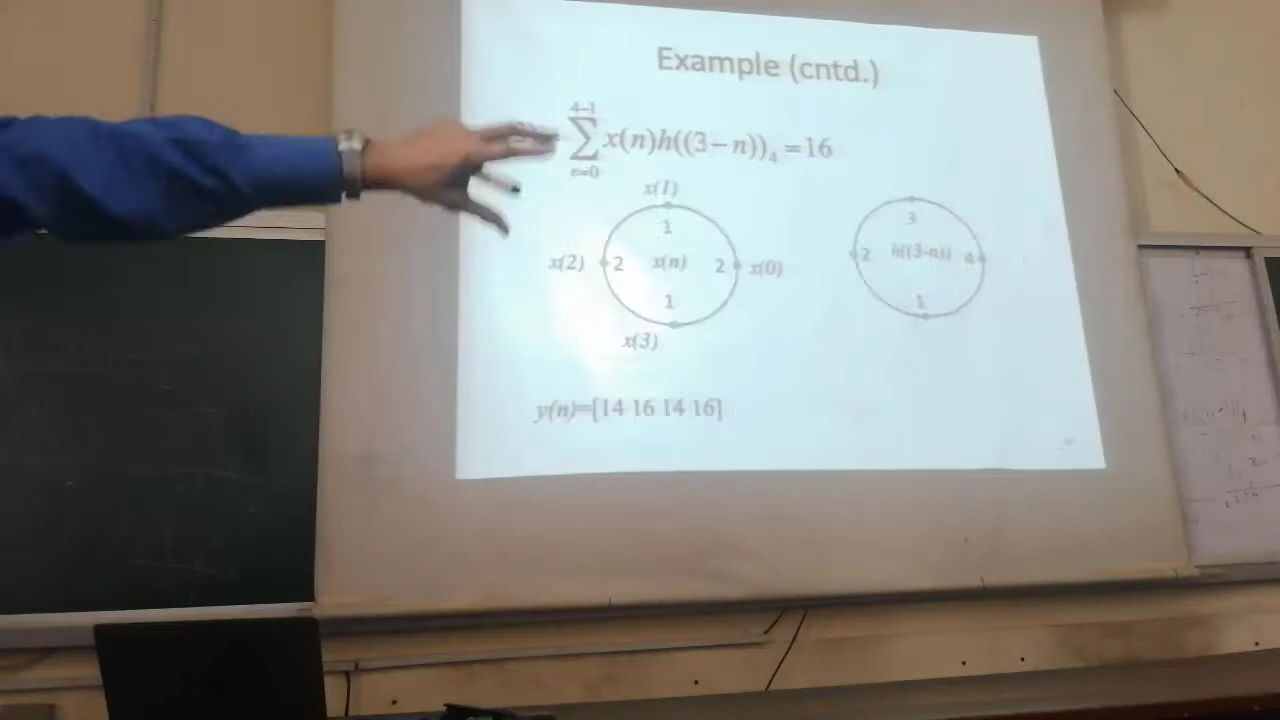 Example (cntd.)
4-1
= ∑ x(n)h((3-n))₄ =16
n=0
x(1)
1
x(2) 2 x(n) 2 x(0)
1
x(3)
3
2 h((3-n)) 4
1
y(n)=[14 16 14 16]